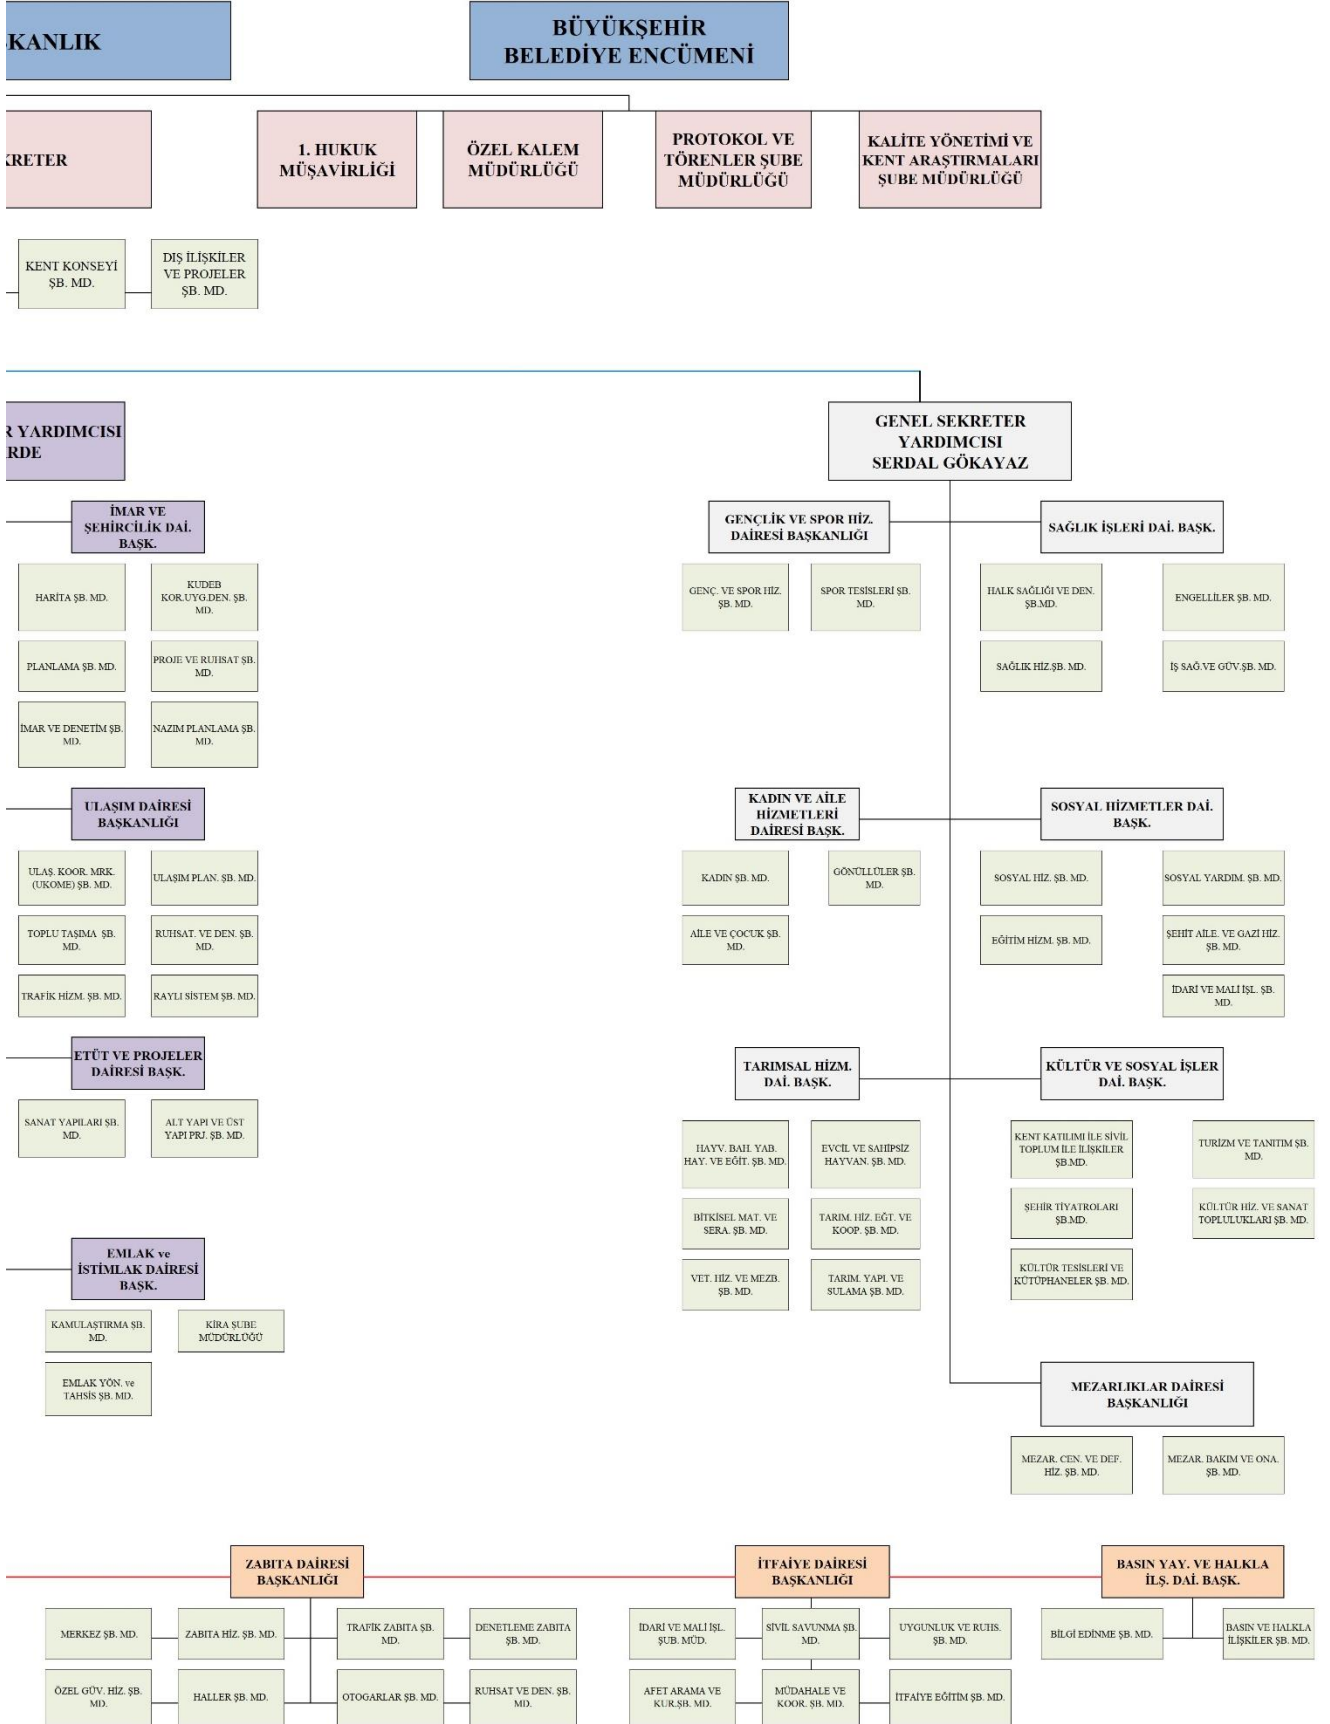 KANLIK
BÜYÜKŞEHİR
BELEDİYE ENCÜMENİ
KRETER
1. HUKUK
MÜŞAVİRLİĞİ
ÖZEL KALEM
MÜDÜRLÜĞÜ
PROTOKOL VE
TÖRENLER ŞUBE
MÜDÜRLÜĞÜ
KALİTE YÖNETİMİ VE
KENT ARAŞTIRMALARI
ŞUBE MÜDÜRLÜĞÜ
KENT KONSEYİ
ŞB. MD.
DIŞ İLİŞKİLER
VE PROJELER
ŞB. MD.
R YARDIMCISI
RDE
GENEL SEKRETER
YARDIMCISI
SERDAL GÖKAYAZ
İMAR VE
ŞEHİRCİLİK DAİ.
BAŞK.
HARİTA ŞB. MD.
KUDEB
KOR.UYG.DEN. ŞB.
MD.
PLANLAMA ŞB. MD.
PROJE VE RUHSAT ŞB.
MD.
İMAR VE DENETİM ŞB.
MD.
NAZIM PLANLAMA ŞB.
MD.
GENÇLİK VE SPOR HİZ.
DAİRESİ BAŞKANLIĞI
GENÇ. VE SPOR HİZ.
ŞB. MD.
SPOR TESİSLERİ ŞB.
MD.
SAĞLIK İŞLERİ DAİ. BAŞK.
HALK SAĞLIĞI VE DEN.
ŞB.MD.
ENGELLİLER ŞB. MD.
SAĞLIK HİZ.ŞB. MD.
İŞ SAĞ.VE GÜV.ŞB. MD.
ULAŞIM DAİRESİ
BAŞKANLIĞI
ULAŞ. KOOR. MRK.
(UKOME) ŞB. MD.
ULAŞIM PLAN. ŞB. MD.
TOPLU TAŞIMA ŞB.
MD.
RUHSAT. VE DEN. ŞB.
MD.
TRAFİK HİZM. ŞB. MD.
RAYLI SİSTEM ŞB. MD.
KADIN VE AİLE
HİZMETLERİ
DAİRESİ BAŞK.
KADIN ŞB. MD.
GÖNÜLLÜLER ŞB.
MD.
AİLE VE ÇOCUK ŞB.
MD.
SOSYAL HİZMETLER DAİ.
BAŞK.
SOSYAL HİZ. ŞB. MD.
SOSYAL YARDIM. ŞB. MD.
EĞİTİM HİZM. ŞB. MD.
ŞEHİT AİLE. VE GAZİ HİZ.
ŞB. MD.
İDARİ VE MALİ İŞL. ŞB.
MD.
ETÜT VE PROJELER
DAİRESİ BAŞK.
SANAT YAPILARI ŞB.
MD.
ALT YAPI VE ÜST
YAPI PRJ. ŞB. MD.
TARIMSAL HİZM.
DAİ. BAŞK.
HAYV. BAH. YAB.
HAY. VE EĞİT. ŞB. MD.
EVCİL VE SAHİPSİZ
HAYVAN. ŞB. MD.
BİTKİSEL MAT. VE
SERA. ŞB. MD.
TARIM. HİZ. EĞT. VE
KOOP. ŞB. MD.
VET. HİZ. VE MEZB.
ŞB. MD.
TARIM. YAPI. VE
SULAMA ŞB. MD.
KÜLTÜR VE SOSYAL İŞLER
DAİ. BAŞK.
KENT KATILIMI İLE SİVİL
TOPLUM İLE İLİŞKİLER
ŞB.MD.
TURİZM VE TANITIM ŞB.
MD.
ŞEHİR TİYATROLARI
ŞB.MD.
KÜLTÜR HİZ. VE SANAT
TOPLULUKLARI ŞB. MD.
KÜLTÜR TESİSLERİ VE
KÜTÜPHANELER ŞB. MD.
EMLAK ve
İSTİMLAK DAİRESİ
BAŞK.
KAMULAŞTIRMA ŞB.
MD.
KİRA ŞUBE
MÜDÜRLÜĞÜ
EMLAK YÖN. ve
TAHSİS ŞB. MD.
MEZARLIKLAR DAİRESİ
BAŞKANLIĞI
MEZAR. CEN. VE DEF.
HİZ. ŞB. MD.
MEZAR. BAKIM VE ONA.
ŞB. MD.
ZABITA DAİRESİ
BAŞKANLIĞI
MERKEZ ŞB. MD.
ZABITA HİZ. ŞB. MD.
TRAFİK ZABITA ŞB.
MD.
DENETLEME ZABITA
ŞB. MD.
ÖZEL GÜV. HİZ. ŞB.
MD.
HALLER ŞB. MD.
OTOGARLAR ŞB. MD.
RUHSAT VE DEN. ŞB.
MD.
İTFAİYE DAİRESİ
BAŞKANLIĞI
İDARİ VE MALİ İŞL.
ŞUB. MÜD.
SİVİL SAVUNMA ŞB.
MD.
UYGUNLUK VE RUHS.
ŞB. MD.
AFET ARAMA VE
KUR.ŞB. MD.
MÜDAHALE VE
KOOR. ŞB. MD.
İTFAİYE EĞİTİM ŞB. MD.
BASIN YAY. VE HALKLA
İLŞ. DAİ. BAŞK.
BİLGİ EDİNME ŞB. MD.
BASIN VE HALKLA
İLİŞKİLER ŞB. MD.